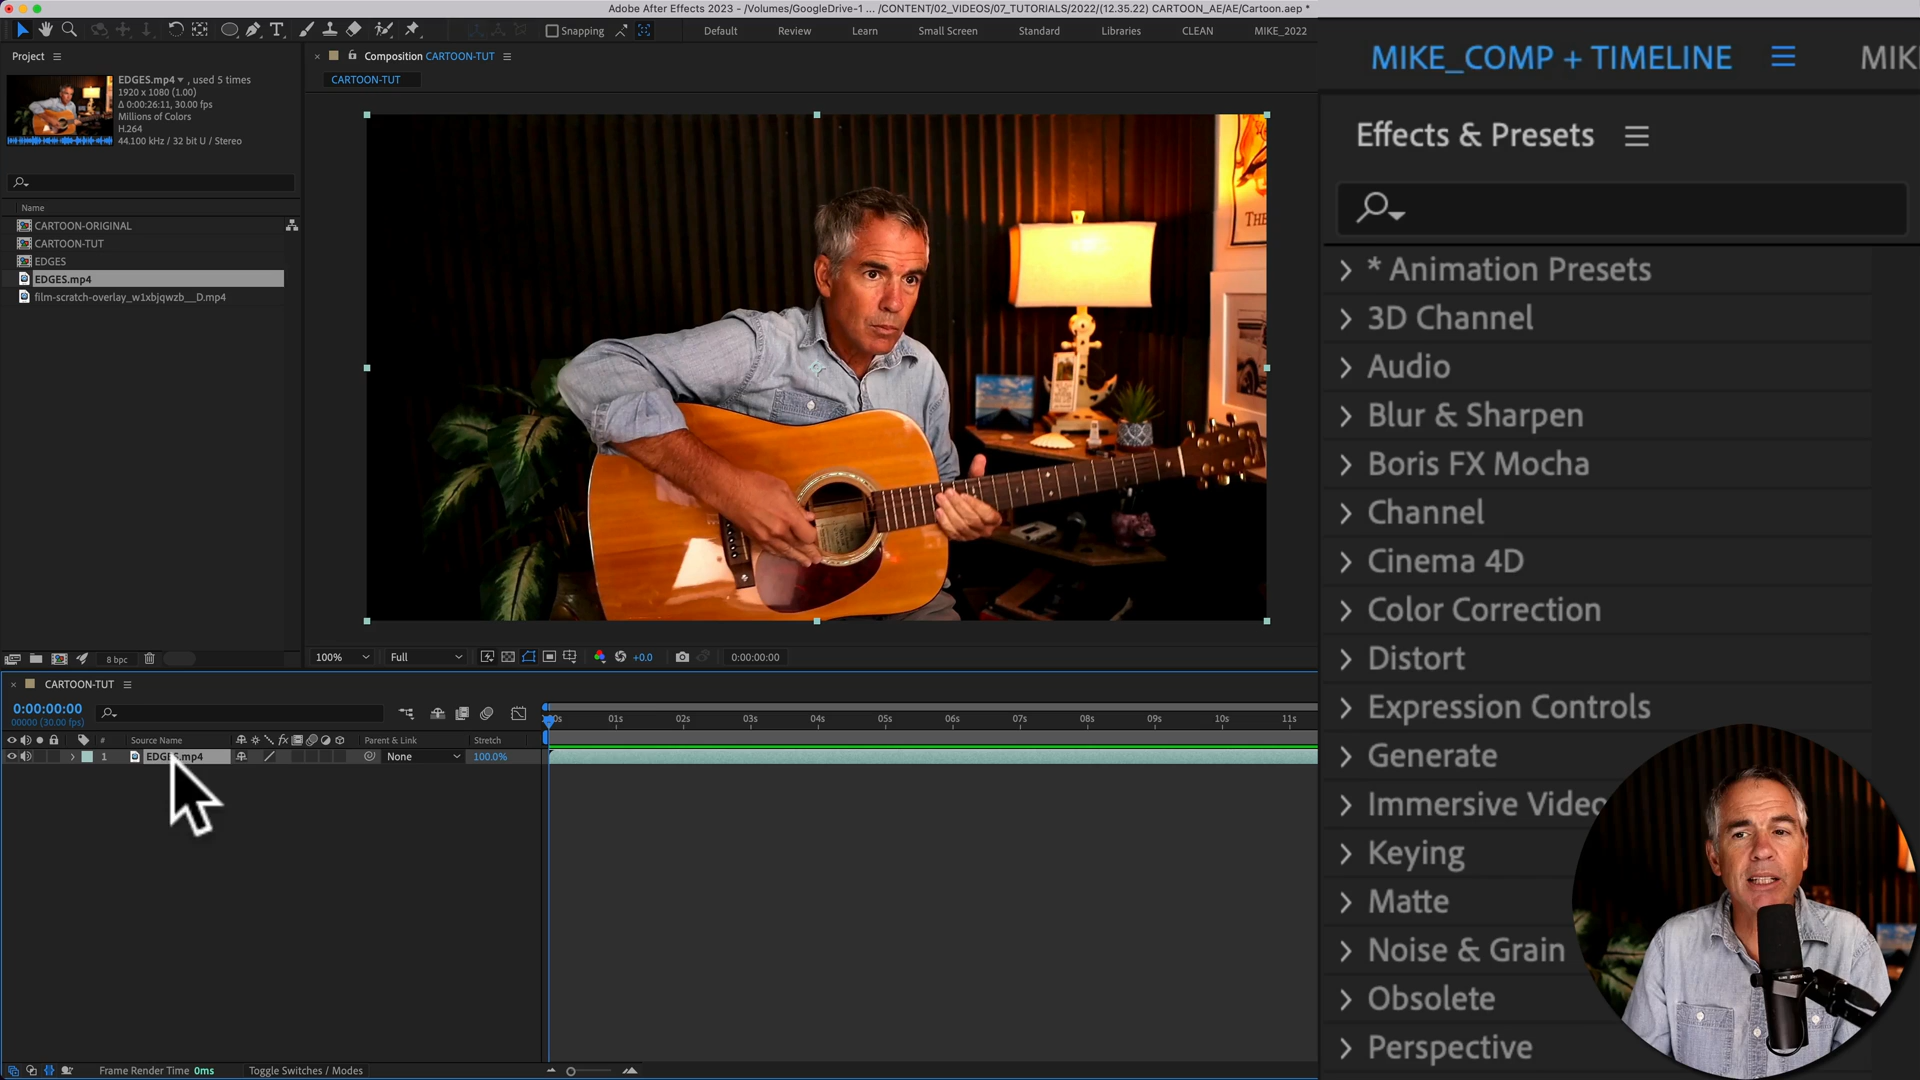 Adobe After Effects 2023 - /Volumes/GoogleDrive-1 ... /CONTENT/02_VIDEOS/07_TUTORIALS/2022/(12.35.22) CARTOON_AE/AE/Cartoon.aep *
Snapping
Default
Review
Learn
Small Screen
Standard
Libraries
CLEAN
MIKE_2022
MIKE_COMP + TIMELINE
MIK
Project
EDGES.mp4 , used 5 times
1920 x 1080 (1.00)
Δ 0:00:26:11, 30.00 fps
Millions of Colors
H.264
44.100 kHz / 32 bit U / Stereo
Name
CARTOON-ORIGINAL
CARTOON-TUT
EDGES
EDGES.mp4
film-scratch-overlay_w1xbjqwzb__D.mp4
8 bpc
Composition CARTOON-TUT
CARTOON-TUT
THE
100%
Full
+0.0
0:00:00:00
Effects & Presets
* Animation Presets
3D Channel
Audio
Blur & Sharpen
Boris FX Mocha
Channel
Cinema 4D
Color Correction
Distort
Expression Controls
Generate
Immersive Video
Keying
Matte
Noise & Grain
Obsolete
Perspective
CARTOON-TUT
0:00:00:00
00000 (30.00 fps)
01s
02s
03s
04s
05s
06s
07s
08s
09s
10s
11s
#
Source Name
Parent & Link
Stretch
1
EDGES.mp4
None
100.0%
Frame Render Time 0ms
Toggle Switches / Modes